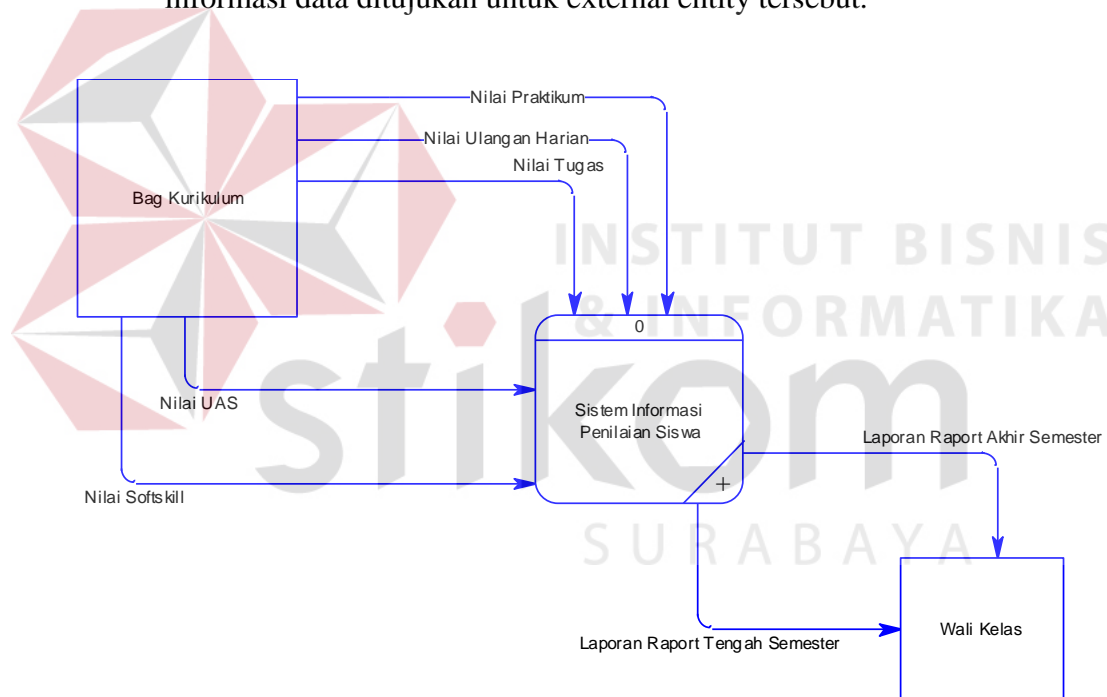 informasi data ditujukan untuk external entity tersebut.
Nilai Praktikum
Nilai Ulangan Harian
Nilai Tugas
Bag Kurikulum
INSTITUT BISNIS
& INFORMATIKA
0
stikom
Nilai UAS
Sistem Informasi
Penilaian Siswa
Laporan Raport Akhir Semester
+
Nilai Softskill
SURABAYA
Wali Kelas
Laporan Raport Tengah Semester